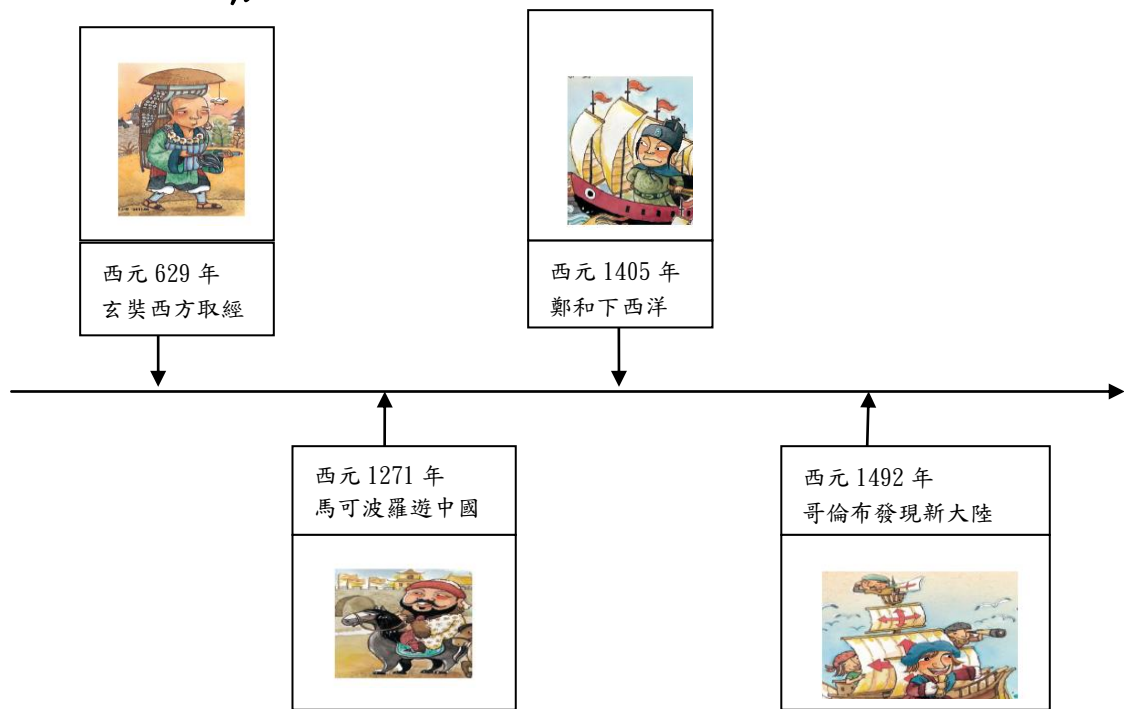 西元 629 年
玄奘西方取經
西元 1405 年
鄭和下西洋
西元 1271 年
馬可波羅遊中國
西元 1492 年
哥倫布發現新大陸